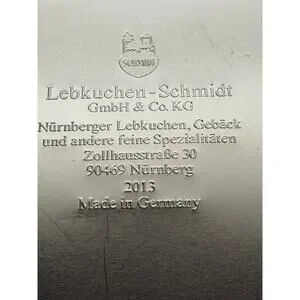 SCHMIDT
Lebkuchen-Schmidt
GmbH & Co. KG
Nürnberger Lebkuchen, Gebäck
und andere feine Spezialitäten
Zollhausstraße 30
90469 Nürnberg
2013
Made in Germany